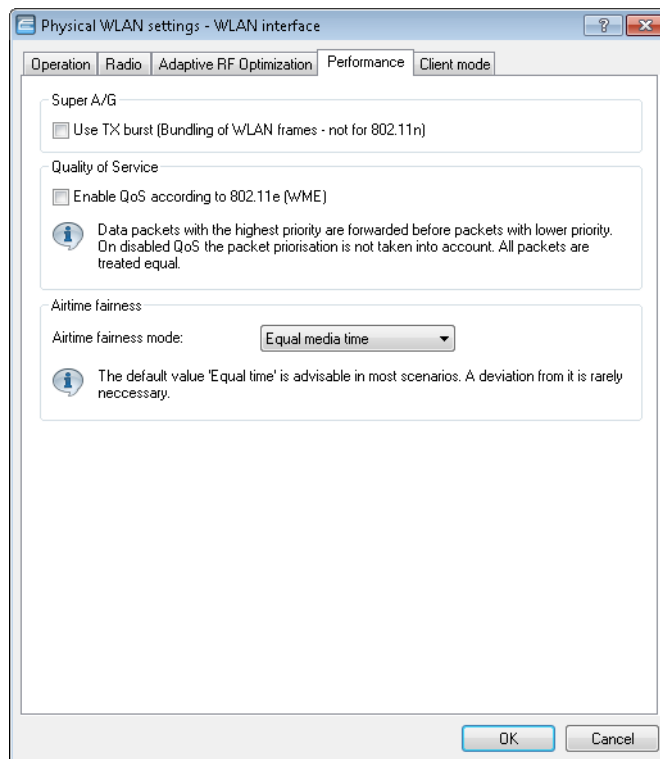 Physical WLAN settings - WLAN interface
Operation Radio Adaptive RF Optimization Performance Client mode
Super A/G
Use TX burst (Bundling of WLAN frames - not for 802.11n)
Quality of Service
Enable QoS according to 802.11e (WME)
Data packets with the highest priority are forwarded before packets with lower priority.
On disabled QoS the packet priorisation is not taken into account. All packets are
treated equal.
Airtime fairness
Airtime fairness mode: Equal media time
The default value 'Equal time' is advisable in most scenarios. A deviation from it is rarely
neccessary.
OK Cancel